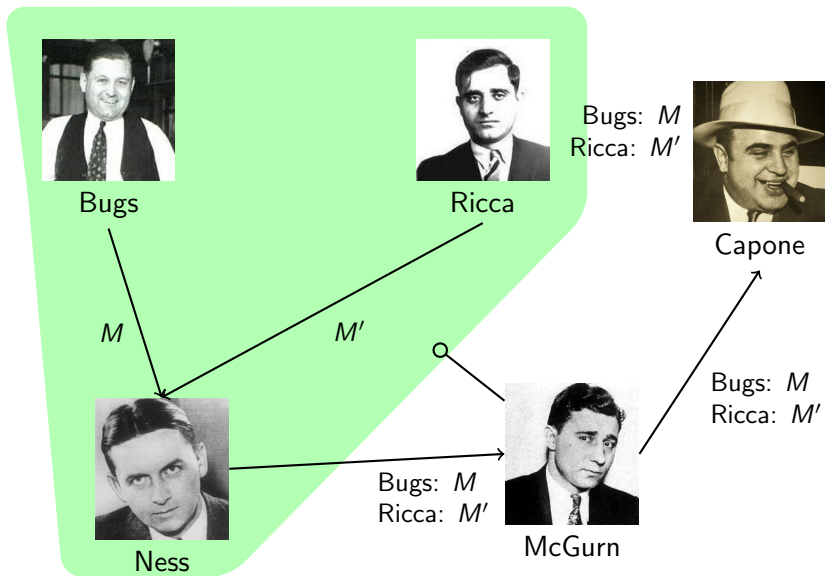 Bugs
Ricca
Bugs: M
Ricca: M′
Capone
M
M′
Bugs: M
Ricca: M′
Bugs: M
Ricca: M′
McGurn
Ness